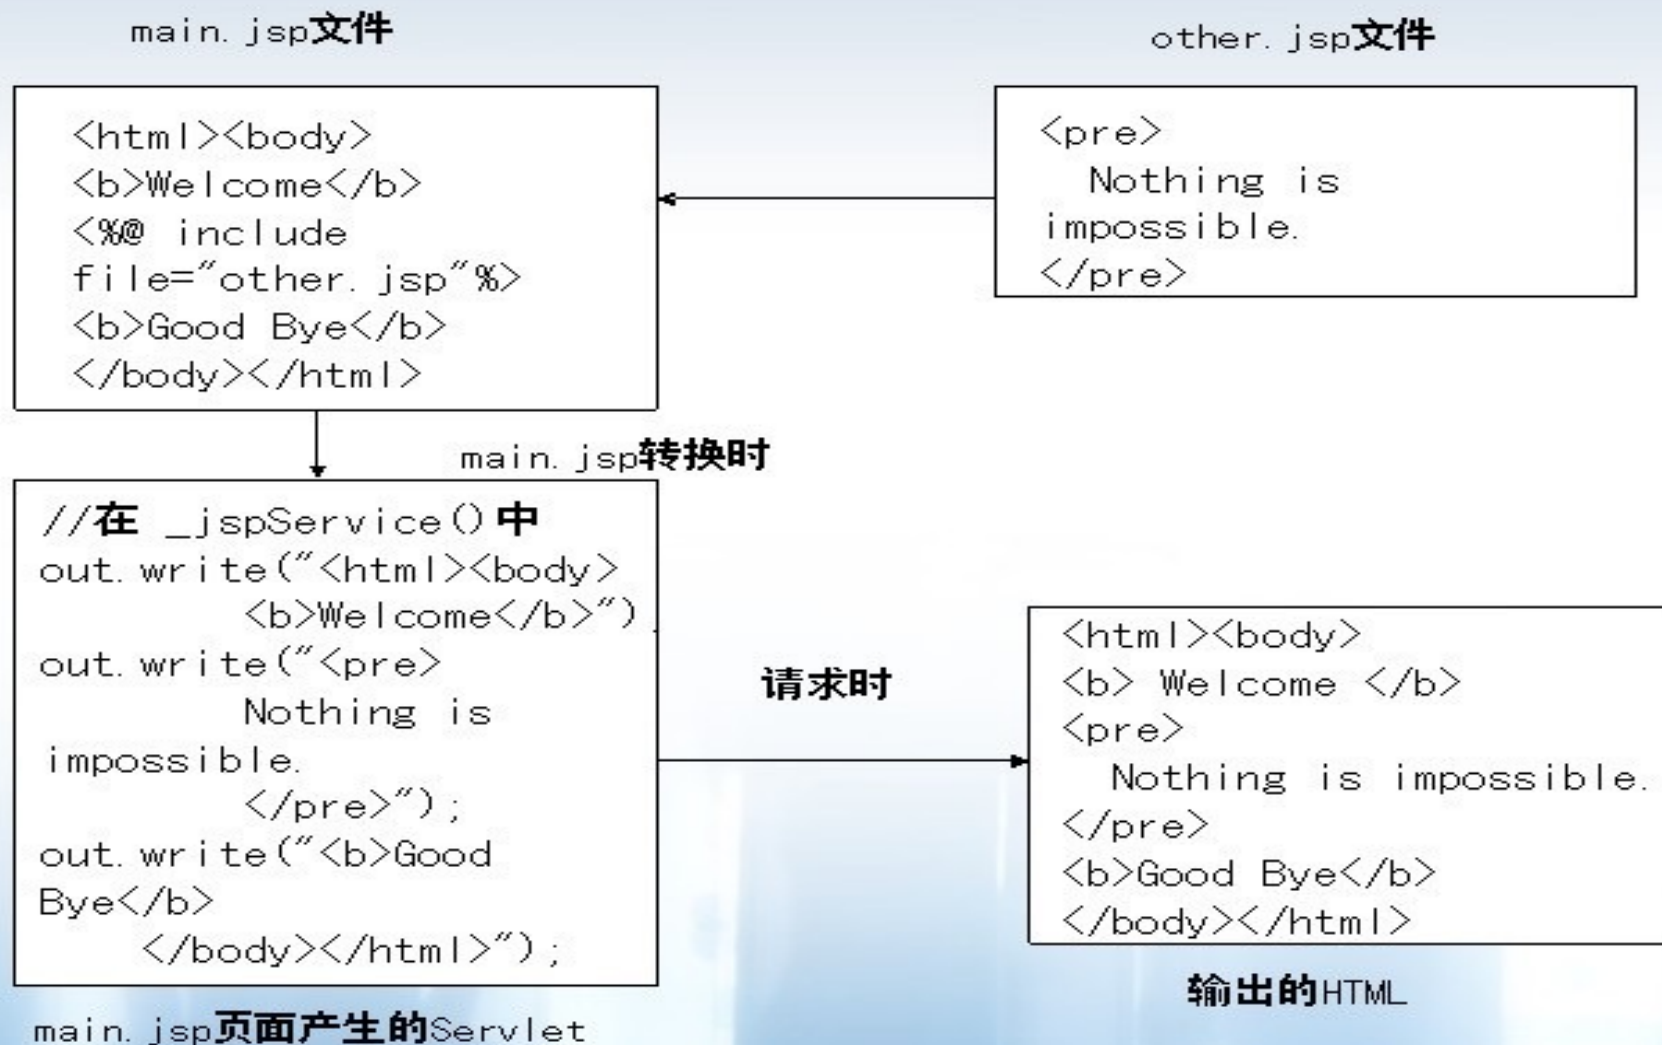 main.jsp文件
<html><body>
<b>Welcome</b>
<%@ include
file="other.jsp"%>
<b>Good Bye</b>
</body></html>
other.jsp文件
<pre>
  Nothing is
impossible.
</pre>
main.jsp转换时
//在 _jspService()中
out.write("<html><body>
        <b>Welcome</b>")
out.write("<pre>
        Nothing is
impossible.
        </pre>");
out.write("<b>Good
Bye</b>
    </body></html>");
main.jsp页面产生的Servlet
请求时
<html><body>
<b> Welcome </b>
<pre>
  Nothing is impossible.
</pre>
<b>Good Bye</b>
</body></html>
输出的HTML